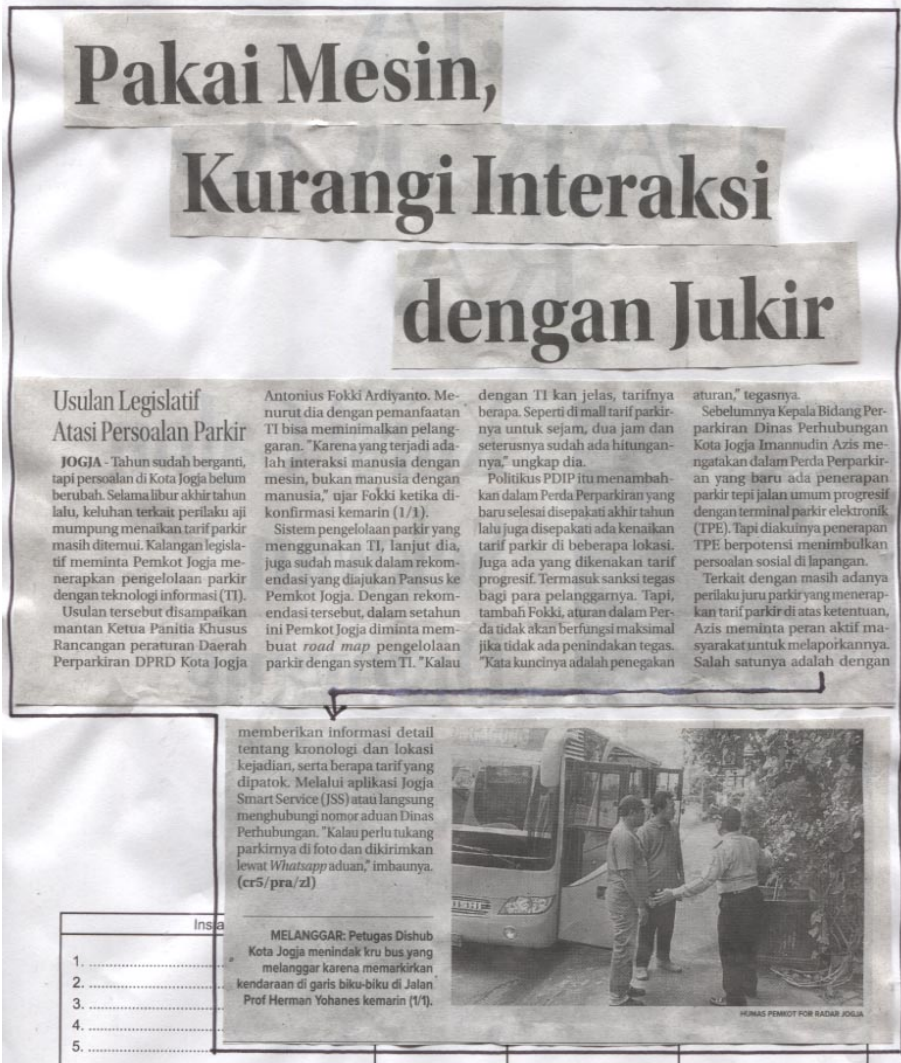 Pakai Mesin,
Kurangi Interaksi
dengan Jukir
Usulan Legislatif
Atasi Persoalan Parkir
JOGJA - Tahun sudah berganti,
tapi persoalan di Kota Jogja belum
berubah. Selama libur akhir tahun
lalu, keluhan terkait perilaku aji
mumpung menaikan tarif parkir
masih ditemui. Kalangan legisla-
tif meminta Pemkot Jogja me-
nerapkan pengelolaan parkir
dengan teknologi informasi (TI).
Usulan tersebut disampaikan
mantan Ketua Panitia Khusus
Rancangan peraturan Daerah
Perparkiran DPRD Kota Jogja
Antonius Fokki Ardiyanto. Me-
nurut dia dengan pemanfaatan
TI bisa meminimalkan pelang-
garan. "Karena yang terjadi ada-
lah interaksi manusia dengan
mesin, bukan manusia dengan
manusia," ujar Fokki ketika di-
konfirmasi kemarin (1/1).
Sistem pengelolaan parkir yang
menggunakan TI, lanjut dia,
juga sudah masuk dalam rekom-
endasi yang diajukan Pansus ke
Pemkot Jogja. Dengan rekom-
endasi tersebut, dalam setahun
ini Pemkot Jogja diminta mem-
buat road map pengelolaan
parkir dengan system TI. "Kalau
dengan TI kan jelas, tarifnya
berapa. Seperti di mall tarif parkir-
nya untuk sejam, dua jam dan
seterusnya sudah ada hitungan-
nya," ungkap dia.
Politikus PDIP itu menambah-
kan dalam Perda Perparkiran yang
baru selesai disepakati akhir tahun
lalu juga disepakati ada kenaikan
tarif parkir di beberapa lokasi.
Juga ada yang dikenakan tarif
progresif. Termasuk sanksi tegas
bagi para pelanggarnya. Tapi,
tambah Fokki, aturan dalam Per-
da tidak akan berfungsi maksimal
jika tidak ada penindakan tegas.
"Kata kuncinya adalah penegakan
aturan," tegasnya.
Sebelumnya Kepala Bidang Per-
parkiran Dinas Perhubungan
Kota Jogja Imannudin Azis me-
ngatakan dalam Perda Perparkir-
an yang baru ada penerapan
parkir tepi jalan umum progresif
dengan terminal parkir elektronik
(TPE). Tapi diakuinya penerapan
TPE berpotensi menimbulkan
persoalan sosial di lapangan.
Terkait dengan masih adanya
perilaku juru parkir yang menerap-
kan tarif parkir di atas ketentuan,
Azis meminta peran aktif ma-
syarakat untuk melaporkannya.
Salah satunya adalah dengan
memberikan informasi detail
tentang kronologi dan lokasi
kejadian, serta berapa tarif yang
dipatok. Melalui aplikasi Jogja
Smart Service (JSS) atau langsung
menghubungi nomor aduan Dinas
Perhubungan. "Kalau perlu tukang
parkirnya di foto dan dikirimkan
lewat Whatsapp aduan," imbaunya.
(cr5/pra/zl)
MELANGGAR: Petugas Dishub
Kota Jogja menindak kru bus yang
melanggar karena memarkirkan
kendaraan di garis biku-biku di Jalan
Prof Herman Yohanes kemarin (1/1).
HUMAS PEMKOT FOR RADAR JOGJA
Insta
1.
2.
3.
4.
5.